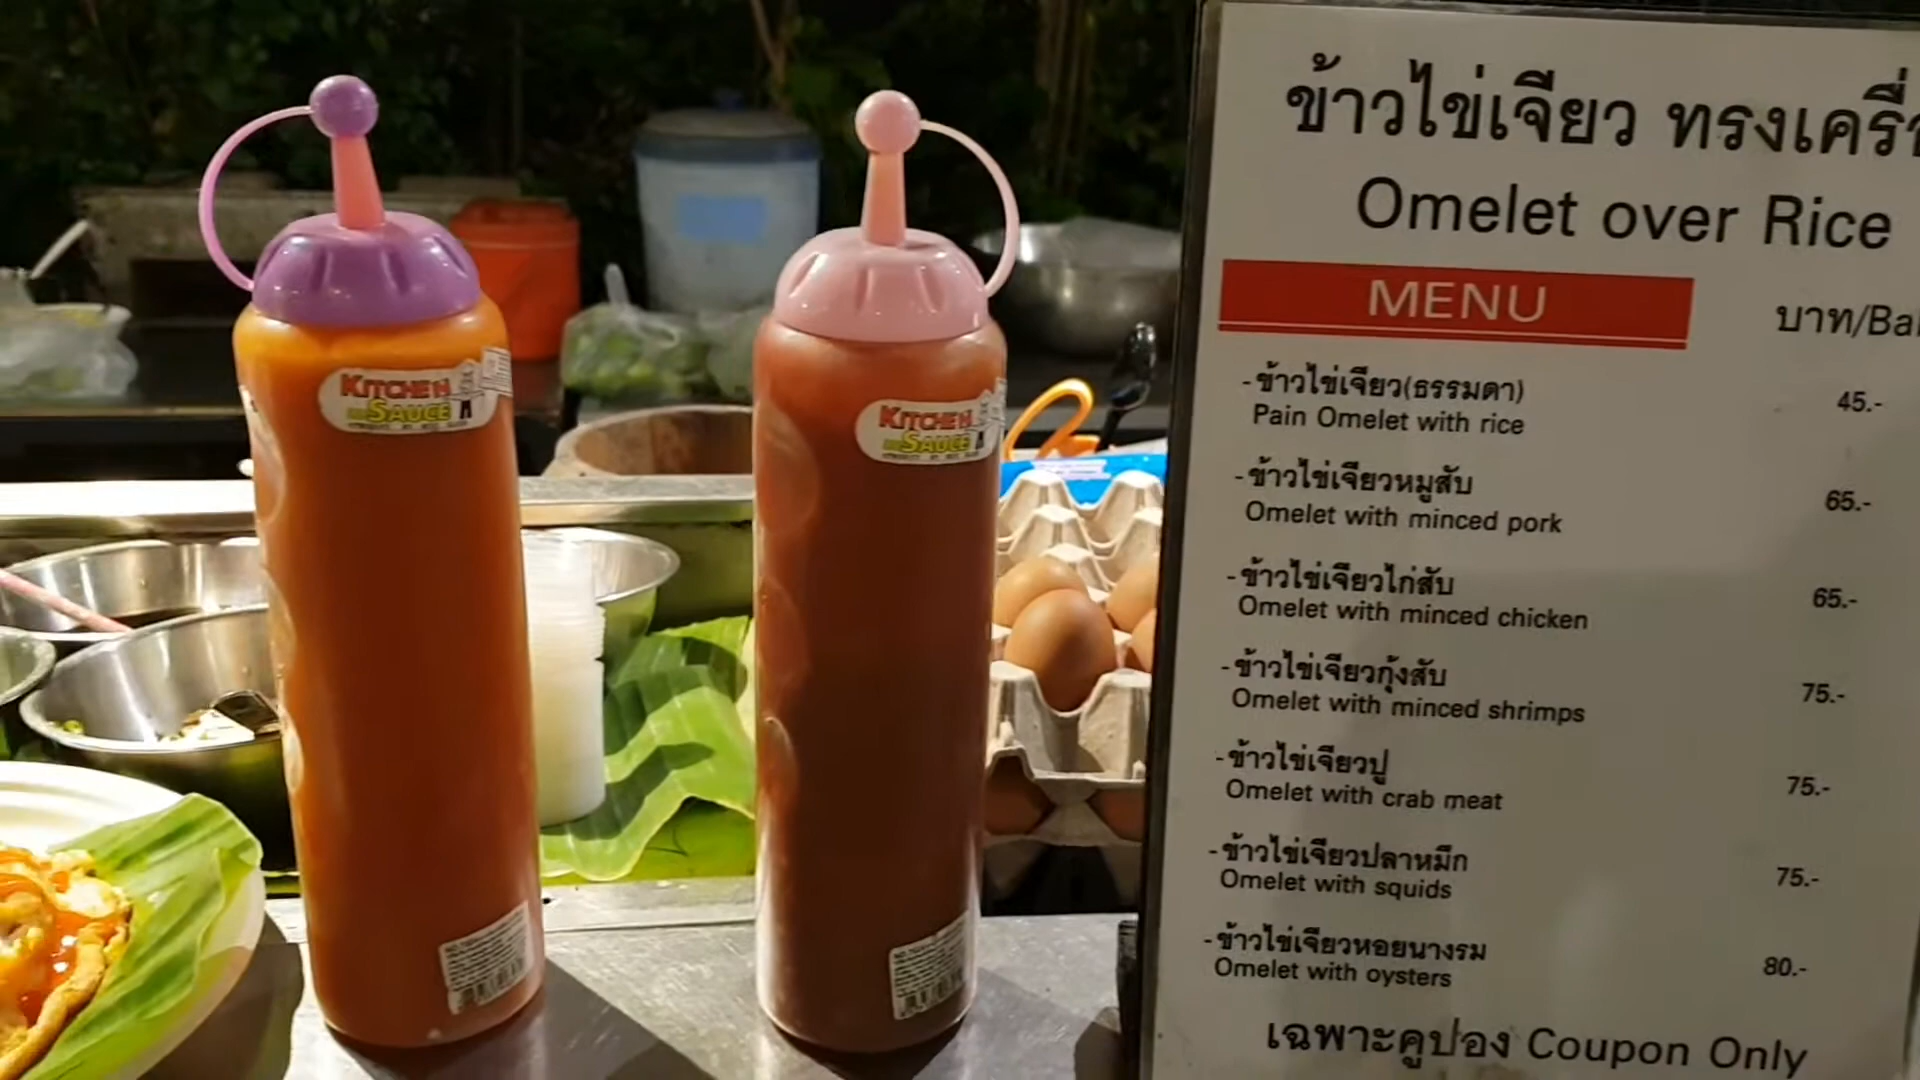 KITCHEN
SAUCE
KITCHEN
SAUCE
ข้าวไข่เจียว
Omelet over Rice
MENU
บาท/
-ข้าวไข่เจียว(ธรรมดา)
Pain Omelet with rice
45.-
-ข้าวไข่เจียวหมูสับ
Omelet with minced pork
65.-
-ข้าวไข่เจียวไก่สับ
Omelet with minced chicken
65.-
-ข้าวไข่เจียวกุ้งสับ
Omelet with minced shrimps
75.-
-ข้าวไข่เจียวปู
Omelet with crab meat
75.-
-ข้าวไข่เจียวปลาหมึก
Omelet with squids
75.-
-ข้าวไข่เจียวหอยนางรม
Omelet with oysters
80.-
เฉพาะคูปอง Coupon Only